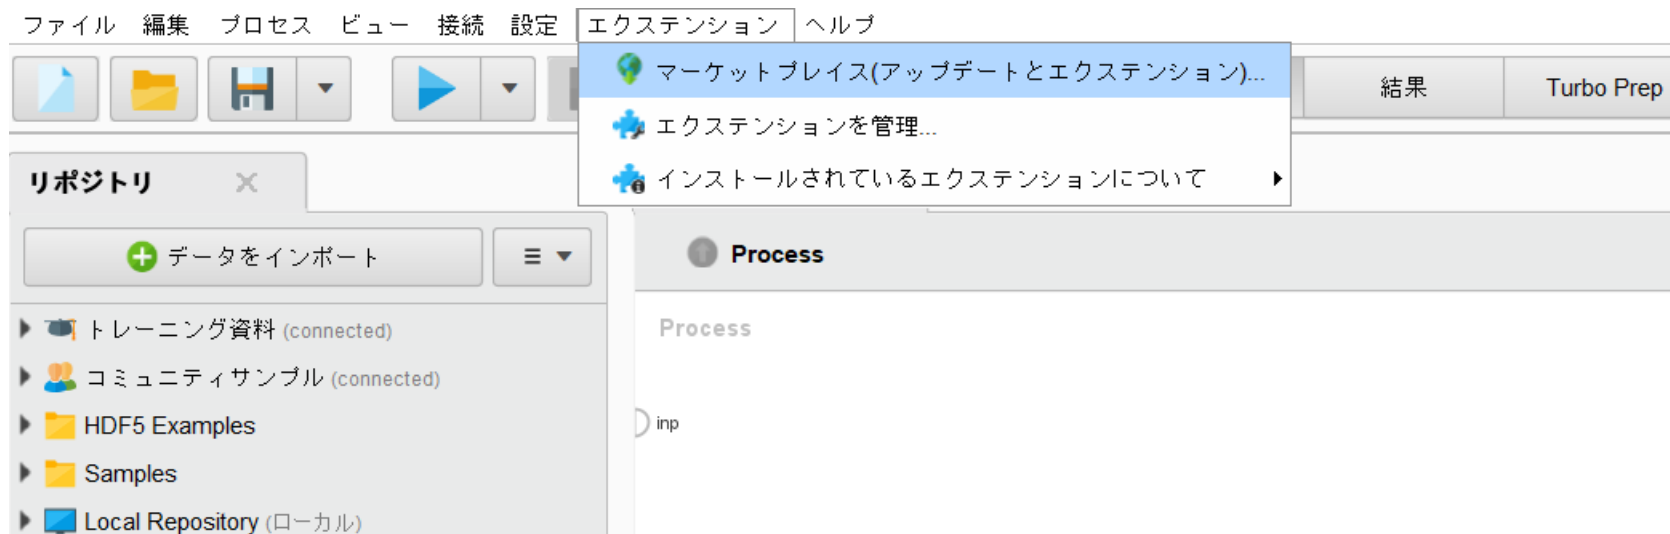 ファイル 編集 プロセス ビュー 接続 設定 エクステンション ヘルプ
マーケットプレイス(アップデートとエクステンション)...
エクステンションを管理...
インストールされているエクステンションについて
結果 Turbo Prep
リポジトリ
データをインポート
Process
トレーニング資料 (connected)
Process
コミュニティサンプル (connected)
HDF5 Examples
inp
Samples
Local Repository (ローカル)